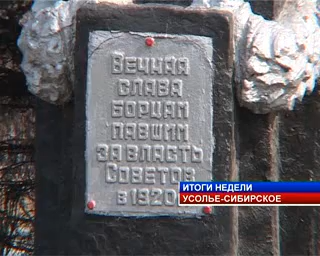 Вечная
слава
борцам
павшим
за власть
Советов
в 1920
ИТОГИ НЕДЕЛИ
УСОЛЬЕ-СИБИРСКОЕ